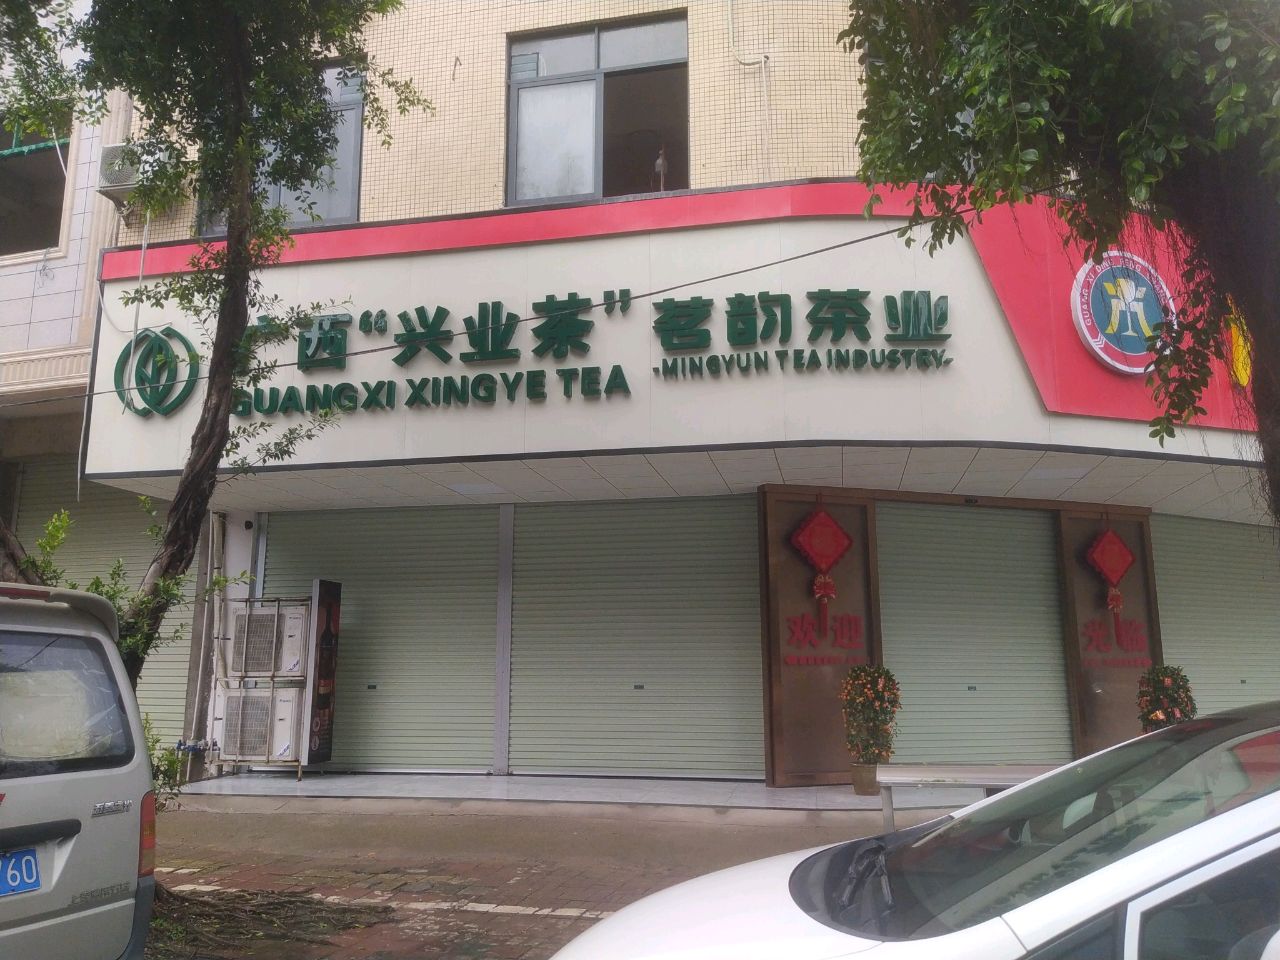 广西“兴业茶”茗韵茶业
GUANGXI XINGYE TEA
·MINGYUN TEA INDUSTRY·
欢迎
光临
760